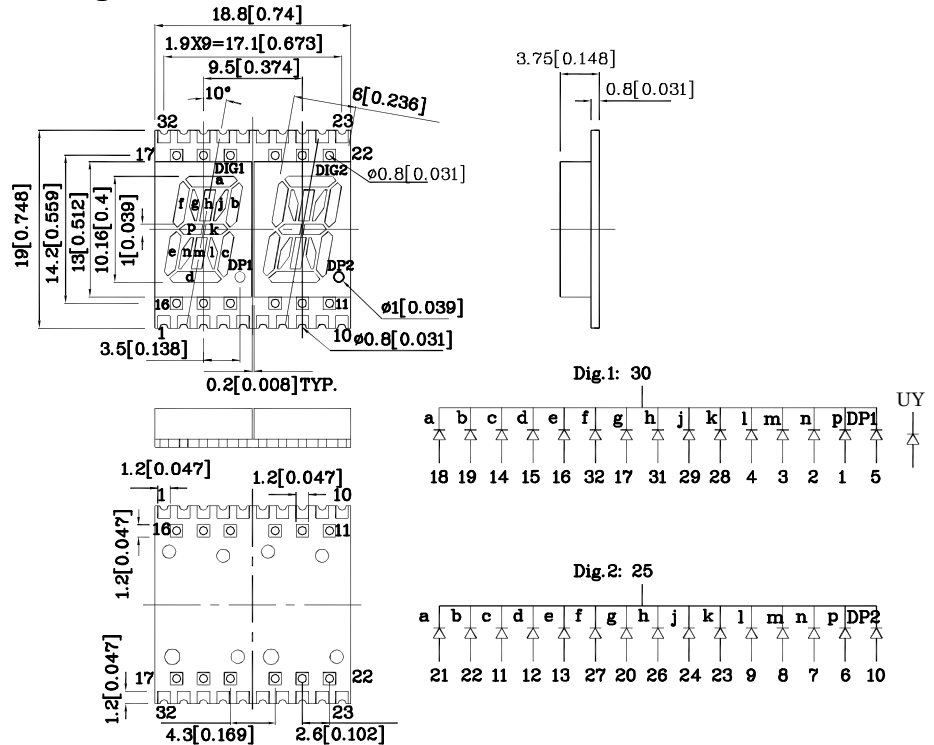 18.8[0.74]
1.9X9=17.1[0.673]
9.5[0.374]
10°
6[0.236]
32
23
17
22
DIG1
DIG2
ø0.8[0.031]
a
f g h j b
p k
e n m l c
d
DP1
DP2
19[0.748]
14.2[0.559]
13[0.512]
10.16[0.4]
1[0.039]
16
11
1
10
ø1[0.039]
ø0.8[0.031]
3.5[0.138]
0.2[0.008]TYP.
3.75[0.148]
0.8[0.031]
Dig.1: 30
a b c d e f g h j k l m n p DP1
18 19 14 15 16 32 17 31 29 28 4 3 2 1 5
UY
1.2[0.047]
1.2[0.047]
1
10
16
11
1.2[0.047]
1.2[0.047]
17
22
32
23
4.3[0.169]
2.6[0.102]
Dig.2: 25
a b c d e f g h j k l m n p DP2
21 22 11 12 13 27 20 26 24 23 9 8 7 6 10